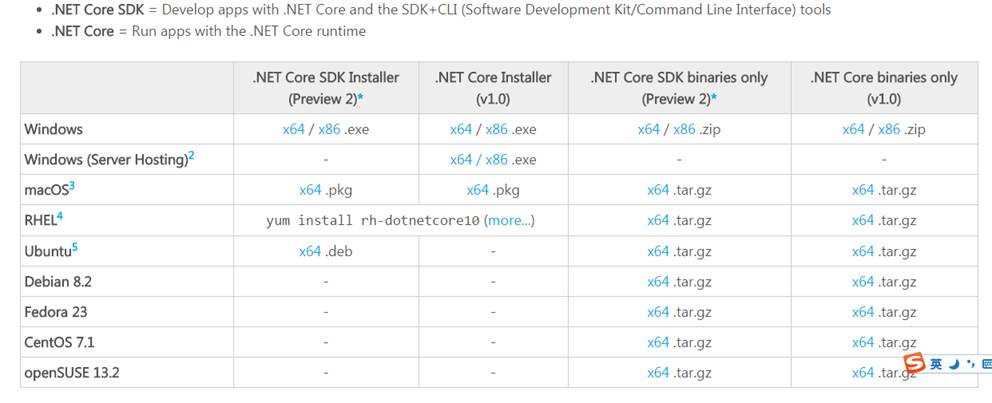 .NET Core SDK = Develop apps with .NET Core and the SDK+CLI (Software Development Kit/Command Line Interface) tools
.NET Core = Run apps with the .NET Core runtime
.NET Core SDK Installer (Preview 2)* .NET Core Installer (v1.0) .NET Core SDK binaries only (Preview 2)* .NET Core binaries only (v1.0)
Windows x64 / x86 .exe x64 / x86 .exe x64 / x86 .zip x64 / x86 .zip
Windows (Server Hosting)2 - x64 / x86 .exe - -
macOS3 x64 .pkg x64 .pkg x64 .tar.gz x64 .tar.gz
RHEL4 yum install rh-dotnetcore10 (more...) x64 .tar.gz x64 .tar.gz
Ubuntu5 x64 .deb - x64 .tar.gz x64 .tar.gz
Debian 8.2 - - x64 .tar.gz x64 .tar.gz
Fedora 23 - - x64 .tar.gz x64 .tar.gz
CentOS 7.1 - - x64 .tar.gz x64 .tar.gz
openSUSE 13.2 - - x64 .tar.gz x64 .tar.gz
S 英